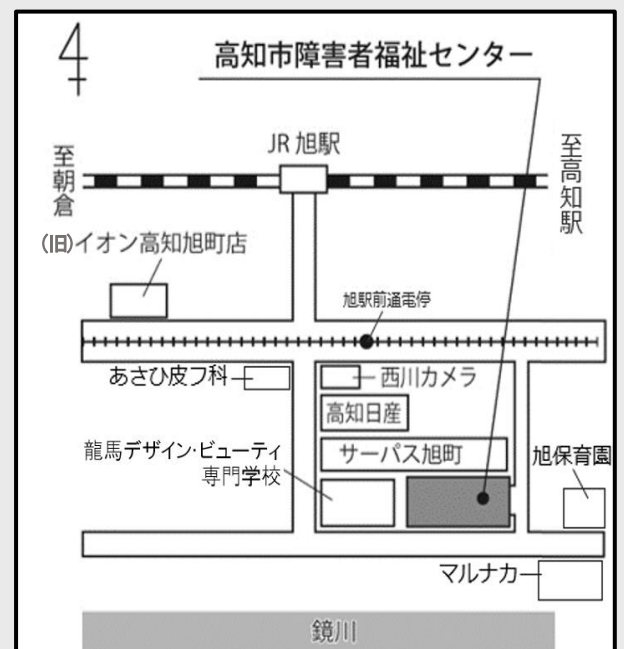 高知市障害者福祉センター
JR 旭駅
至朝倉
至高知駅
(旧)イオン高知旭町店
旭駅前通電停
あさひ皮フ科
西川カメラ
高知日産
龍馬デザイン・ビューティ
専門学校
サーパス旭町
旭保育園
マルナカ
鏡川